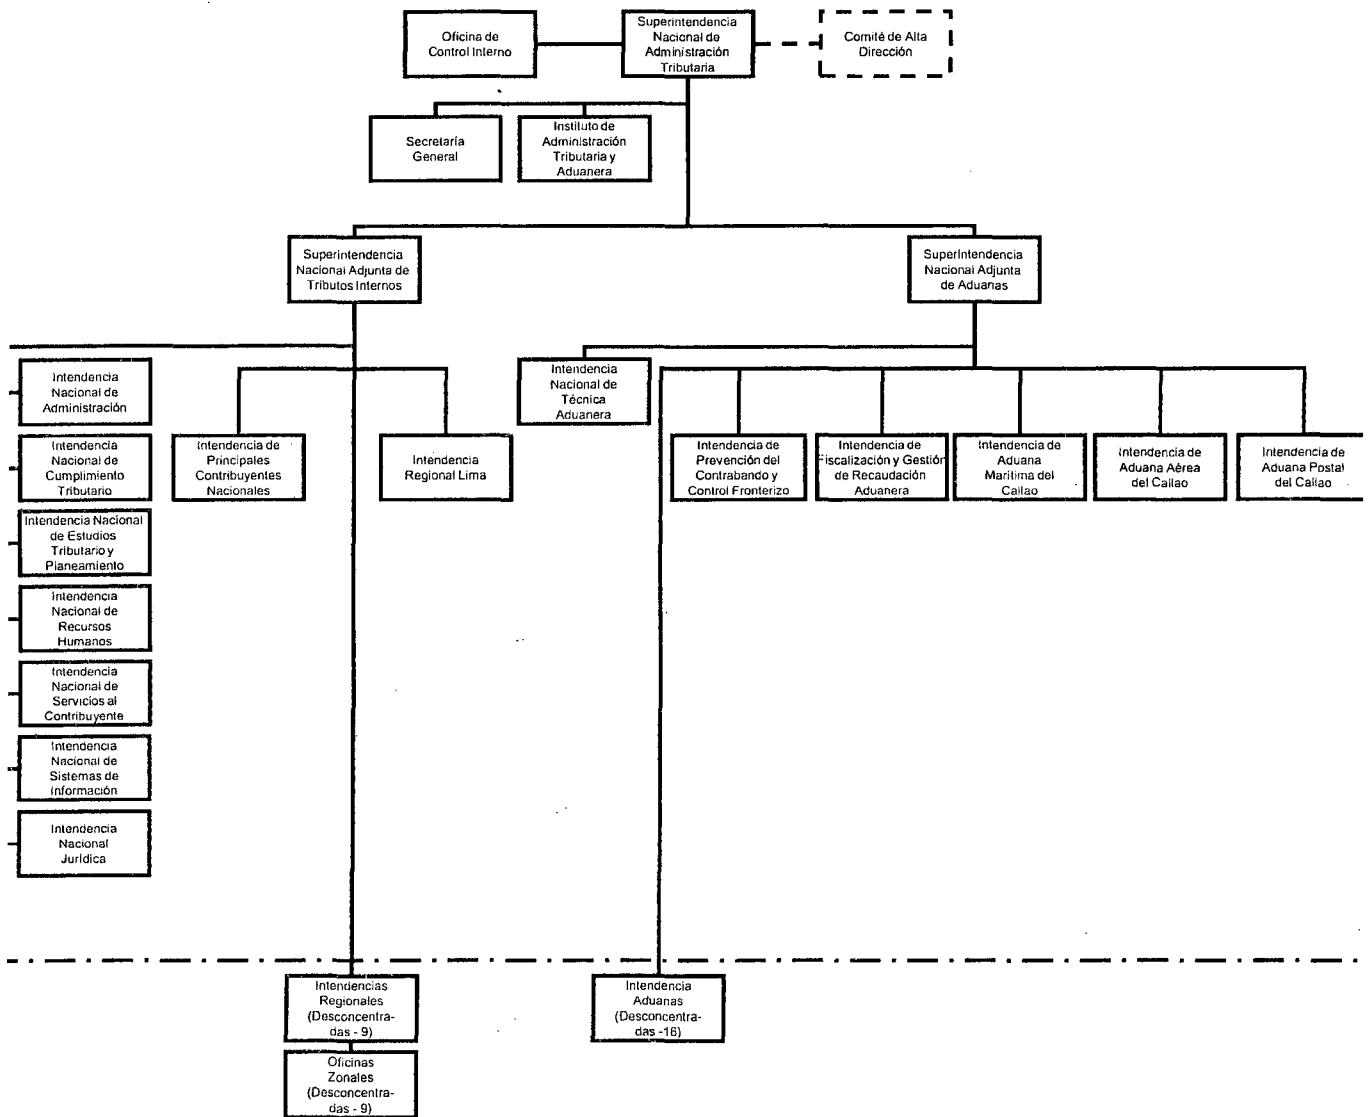 Oficina de
Control Interno
Superintendencia
Nacional de
Administración
Tributaria
Comité de Alta
Dirección
Secretaría
General
Instituto de
Administración
Tributaria y
Aduanera
Superintendencia
Nacional Adjunta de
Tributos Internos
Superintendencia
Nacional Adjunta
de Aduanas
Intendencia
Nacional de
Administración
Intendencia
Nacional de
Técnica
Aduanera
Intendencia
Nacional de
Cumplimiento
Tributario
Intendencia de
Principales
Contribuyentes
Nacionales
Intendencia
Regional Lima
Intendencia de
Prevención del
Contrabando y
Control Fronterizo
Intendencia de
Fiscalización y Gestión
de Recaudación
Aduanera
Intendencia de
Aduana
Marítima del
Callao
Intendencia de
Aduana Aérea
del Callao
Intendencia de
Aduana Postal
del Callao
Intendencia Nacional
de Estudios
Tributario y
Planeamiento
Intendencia
Nacional de
Recursos
Humanos
Intendencia
Nacional de
Servicios al
Contribuyente
Intendencia
Nacional de
Sistemas de
Información
Intendencia
Nacional
Jurídica
Intendencias
Regionales
(Desconcentra-
das - 9)
Intendencia
Aduanas
(Desconcentra-
das -16)
Oficinas
Zonales
(Desconcentra-
das - 9)